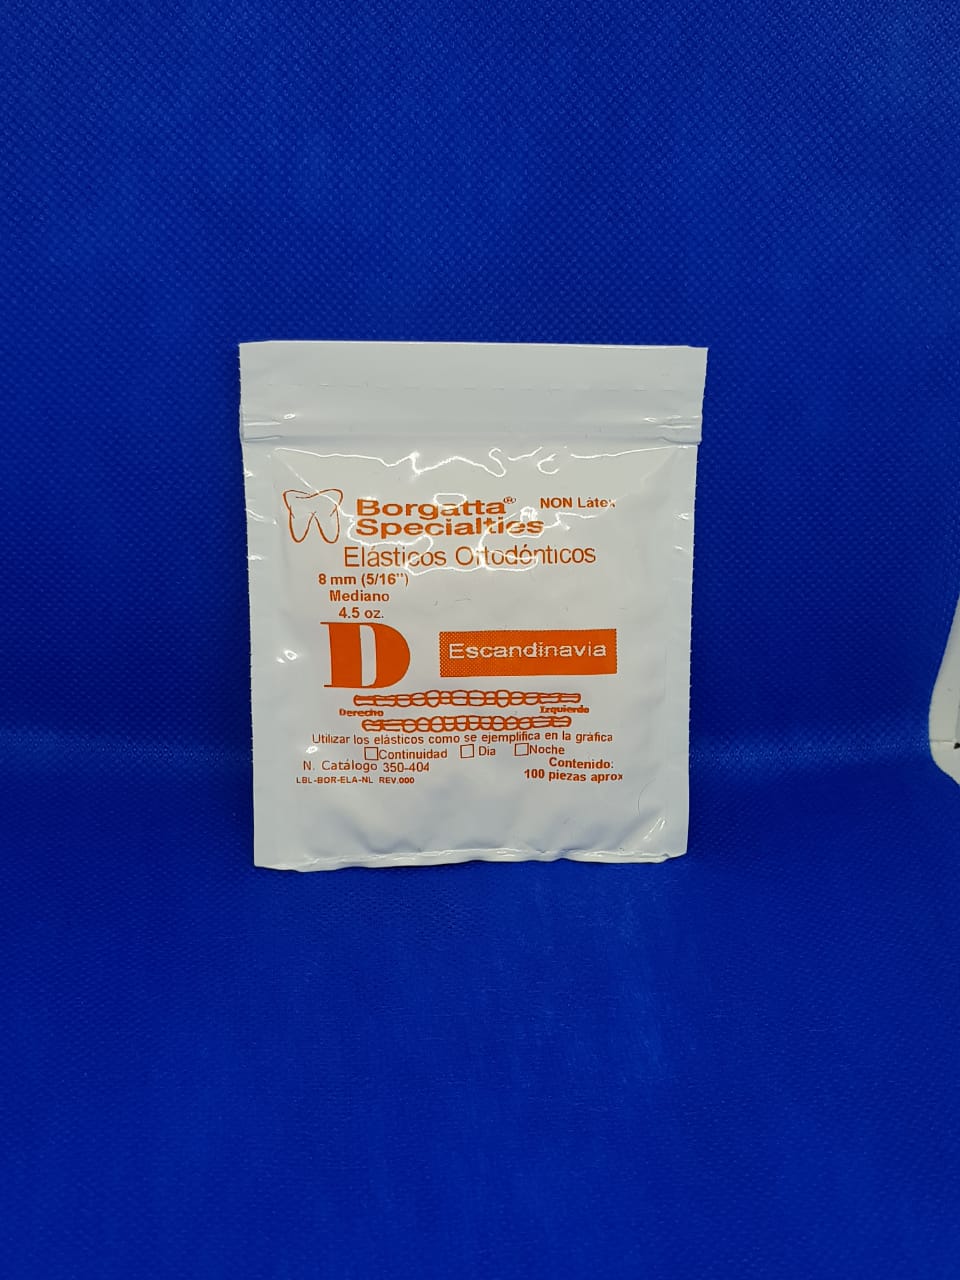 Borgatta® NON Látex
Specialties
Elásticos Ortodónticos
8 mm (5/16")
Mediano
4.5 oz.
D Escandinavia
Derecho Izquierdo
Utilizar los elásticos como se ejemplifica en la gráfica
Continuidad Día Noche
N. Catálogo 350-404 Contenido:
LBL-BOR-ELA-NL REV.000 100 piezas aprox